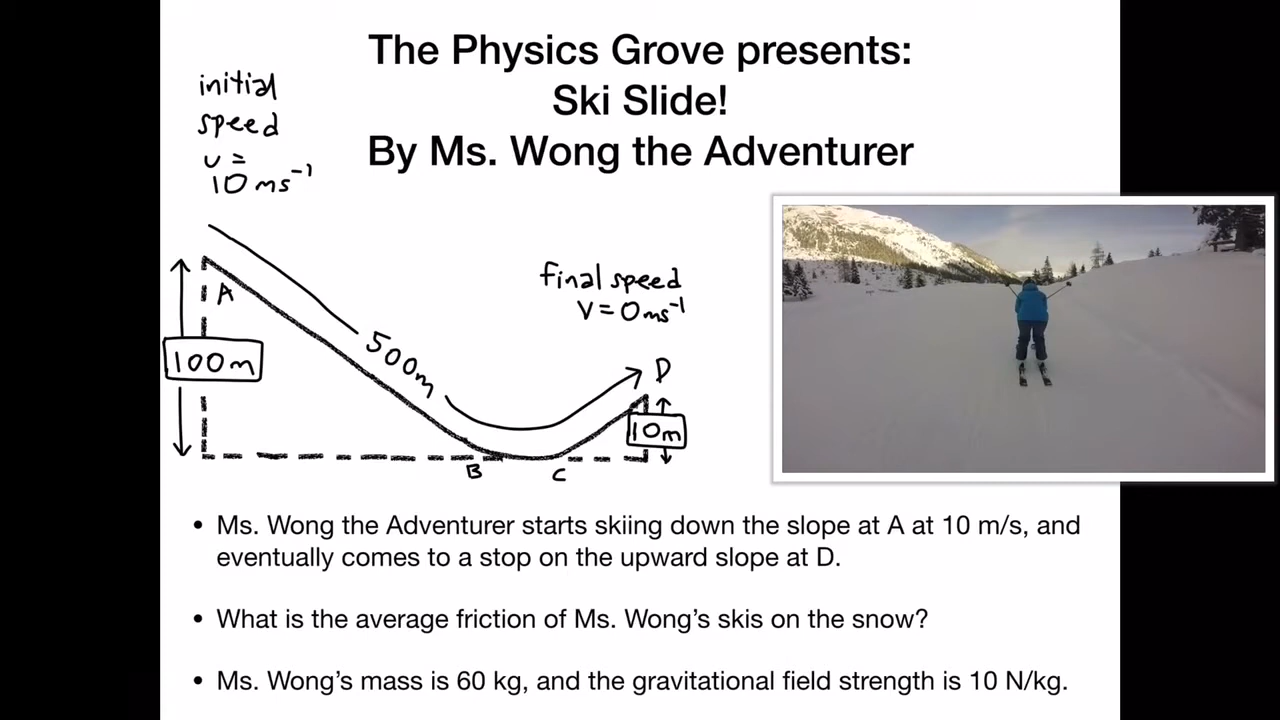 The Physics Grove presents:
Ski Slide!
By Ms. Wong the Adventurer
initial
speed
u =
10 ms⁻¹
A
100m
500m
final speed
v = 0 ms⁻¹
D
10m
B
C
• Ms. Wong the Adventurer starts skiing down the slope at A at 10 m/s, and
eventually comes to a stop on the upward slope at D.
• What is the average friction of Ms. Wong’s skis on the snow?
• Ms. Wong’s mass is 60 kg, and the gravitational field strength is 10 N/kg.